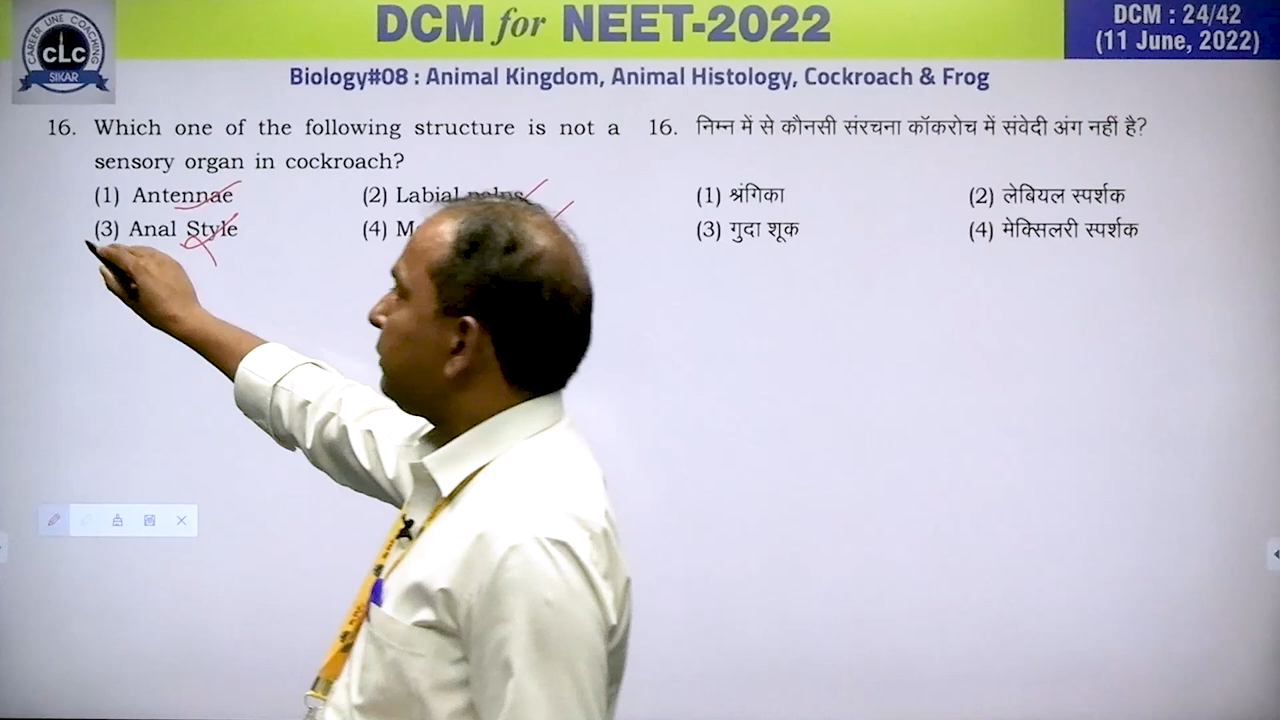 CAREER LINE COACHING
CLC
SIKAR
DCM for NEET-2022
DCM : 24/42
(11 June, 2022)
Biology#08 : Animal Kingdom, Animal Histology, Cockroach & Frog
16. Which one of the following structure is not a
sensory organ in cockroach?
(1) Antennae (2) Labial palps
(3) Anal Style (4)
16. निम्न में से कौनसी संरचना कॉकरोच में संवेदी अंग नहीं है?
(1) श्रंगिका (2) लेबियल स्पर्शक
(3) गुदा शूक (4) मेक्सिलरी स्पर्शक